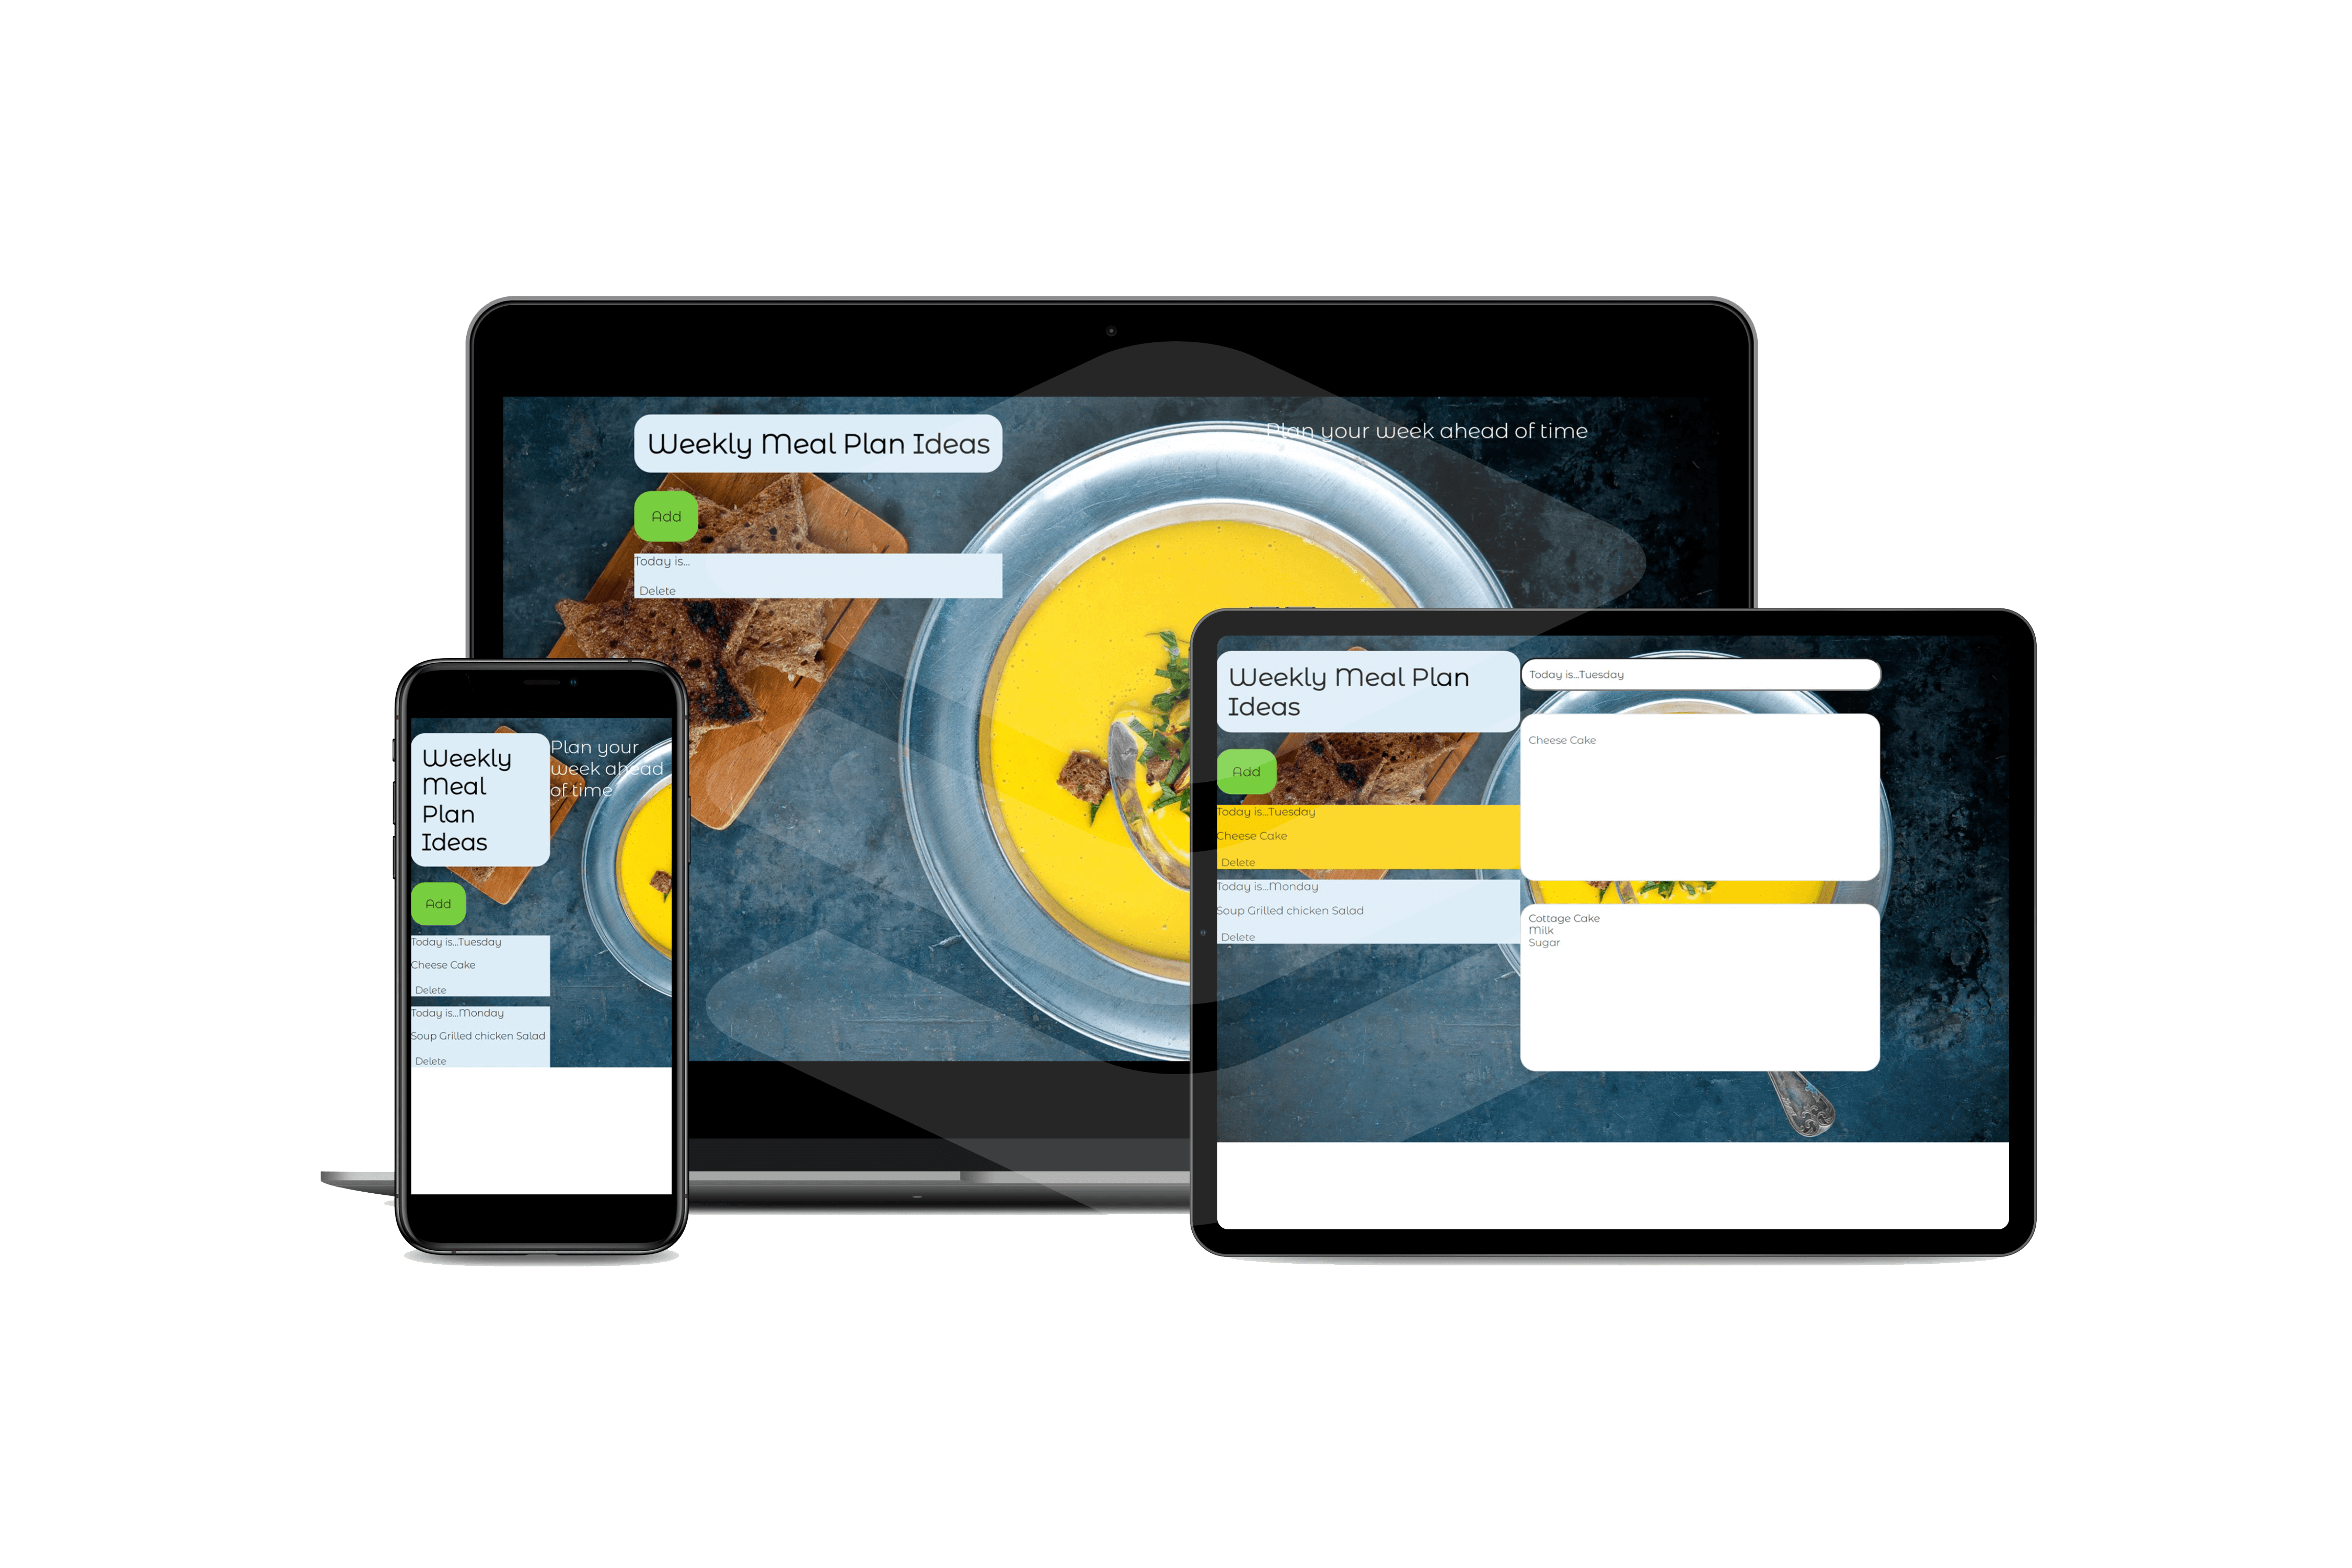 Weekly Meal Plan Ideas
Plan your week ahead of time
Add
Today is...
Delete
Weekly
Meal
Plan
Ideas
Plan your
week ahead
of time
Add
Today is...Tuesday
Cheese Cake
Delete
Today is...Monday
Soup Grilled chicken Salad
Delete
Weekly Meal Plan
Ideas
Add
Today is...Tuesday
Cheese Cake
Delete
Today is...Monday
Soup Grilled chicken Salad
Delete
Today is...Tuesday
Cheese Cake
Cottage Cake
Milk
Sugar